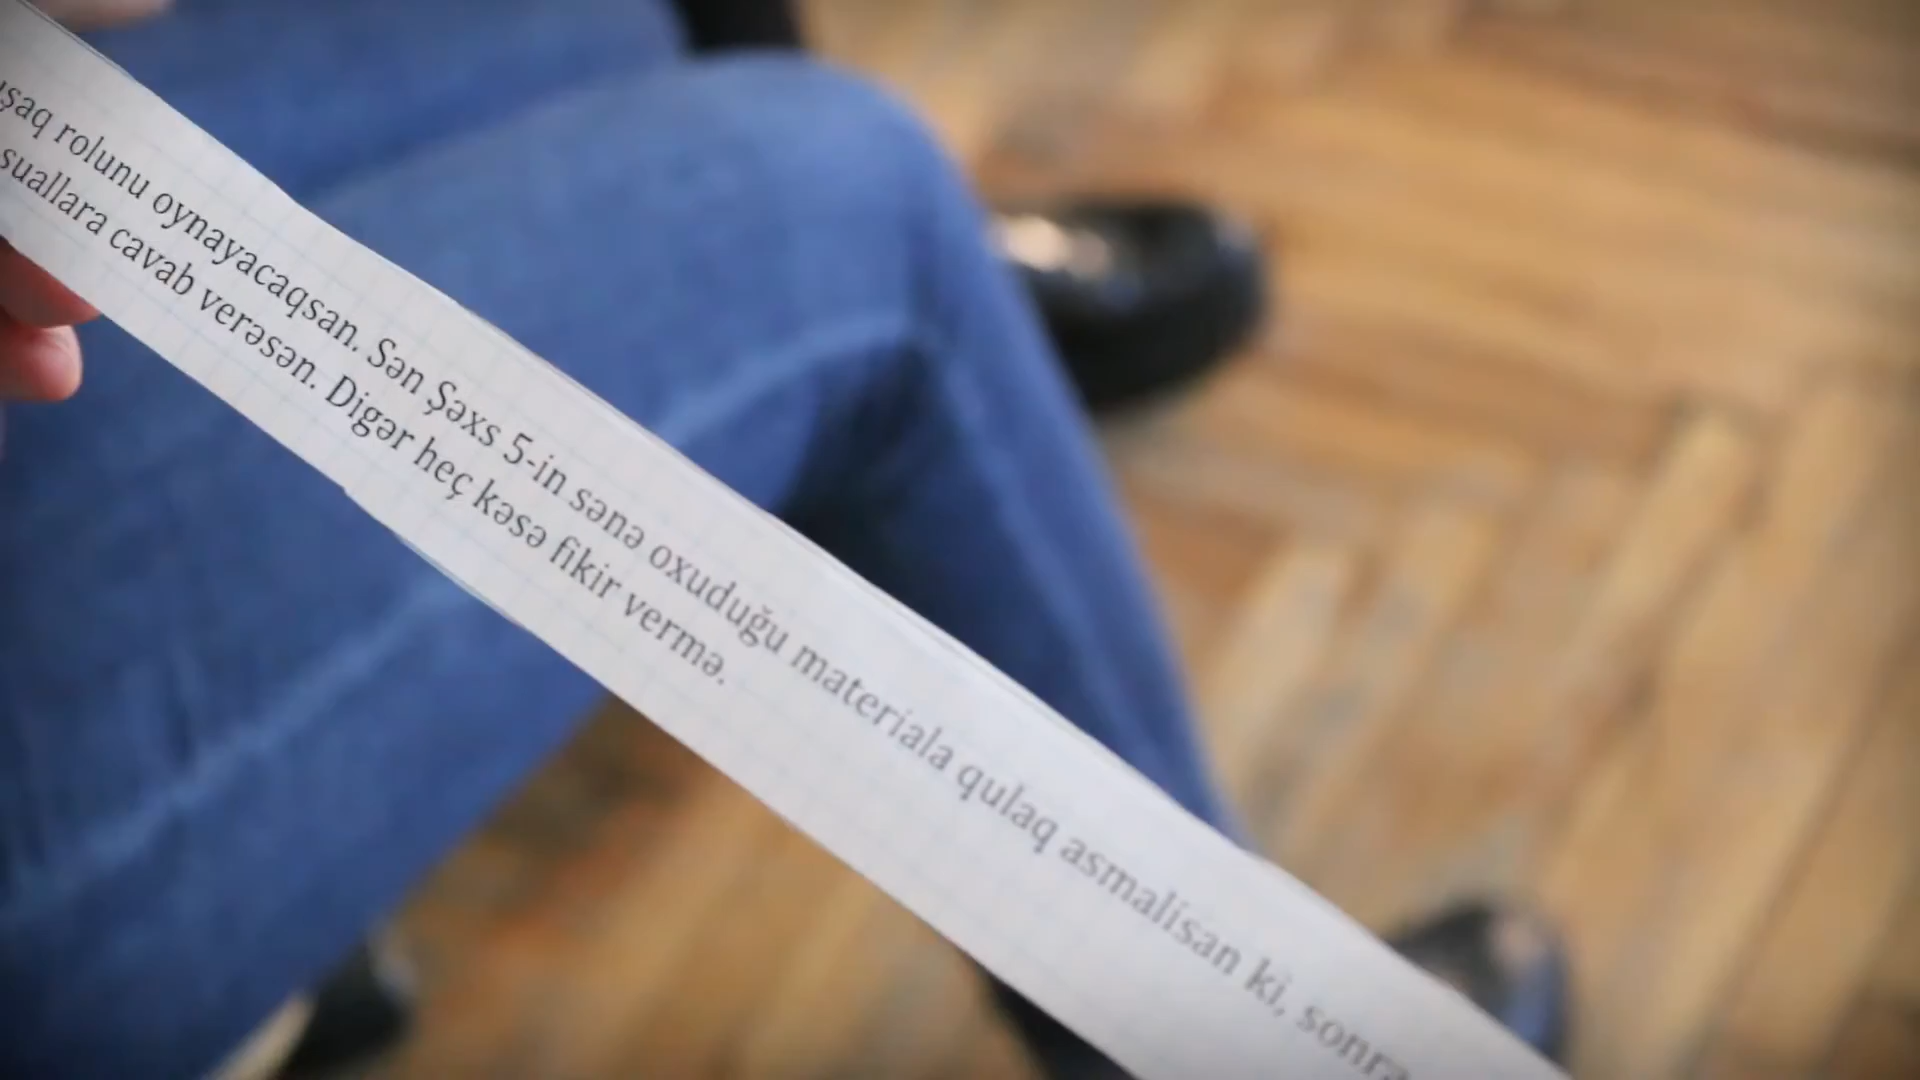 uşaq rolunu oynayacaqsan. Sən Şəxs 5-in sənə oxuduğu materiala qulaq asmalisan ki, sonra
suallara cavab verəsən. Digər heç kəsə fikir vermə.